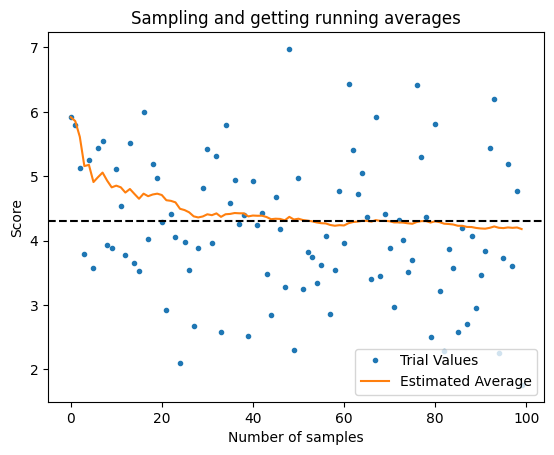 Sampling and getting running averages
7
6
5
4
3
2
Score
0
20
40
60
80
100
Number of samples
Trial Values
Estimated Average